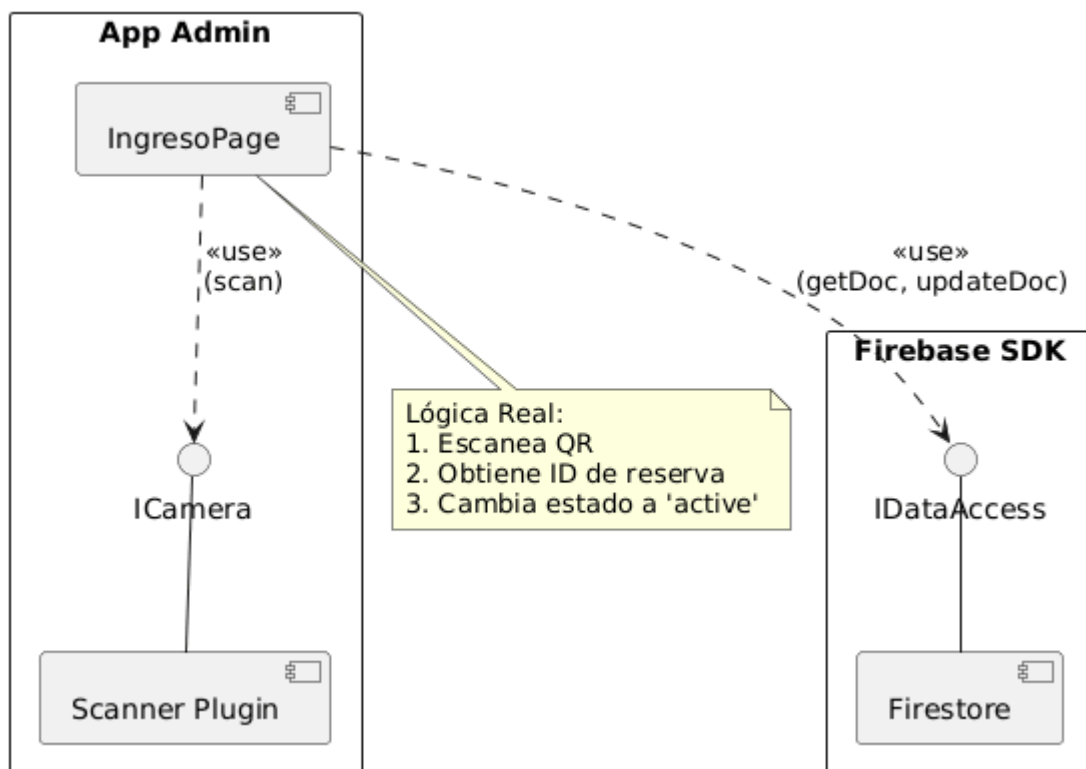 App Admin
IngresoPage
«use»
(scan)
«use»
(getDoc, updateDoc)
Firebase SDK
Lógica Real:
1. Escanea QR
2. Obtiene ID de reserva
3. Cambia estado a 'active'
ICamera
IDataAccess
Scanner Plugin
Firestore